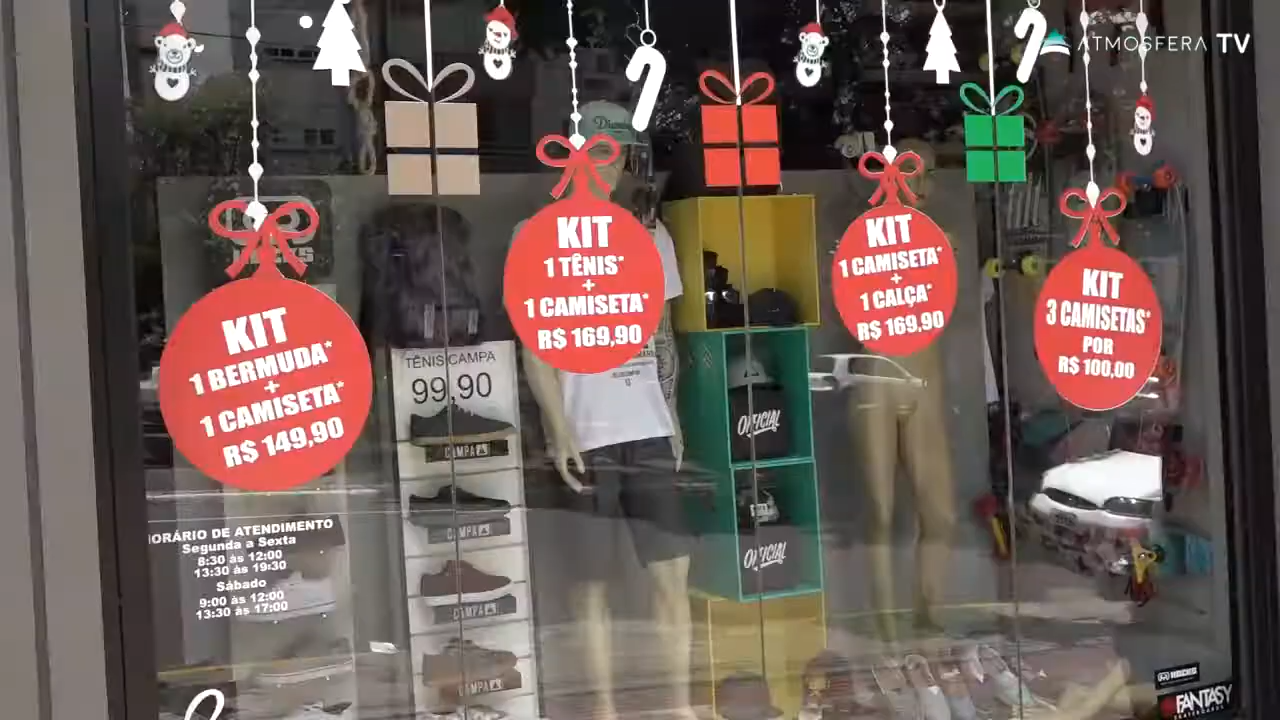 ATMOSFERA TV
KIT
1 BERMUDA*
+
1 CAMISETA*
R$ 149,90
KIT
1 TÊNIS*
+
1 CAMISETA*
R$ 169,90
KIT
1 CAMISETA*
+
1 CALÇA*
R$ 169,90
KIT
3 CAMISETAS*
POR
R$ 100,00
TÊNIS CAMPA
99,90
CAMPA
CAMPA
CAMPA
CAMPA
OFFICIAL
OFFICIAL
HORÁRIO DE ATENDIMENTO
Segunda a Sexta
8:30 às 12:00
13:30 às 19:30
Sábado
9:00 às 12:00
13:30 às 17:00
FANTASY